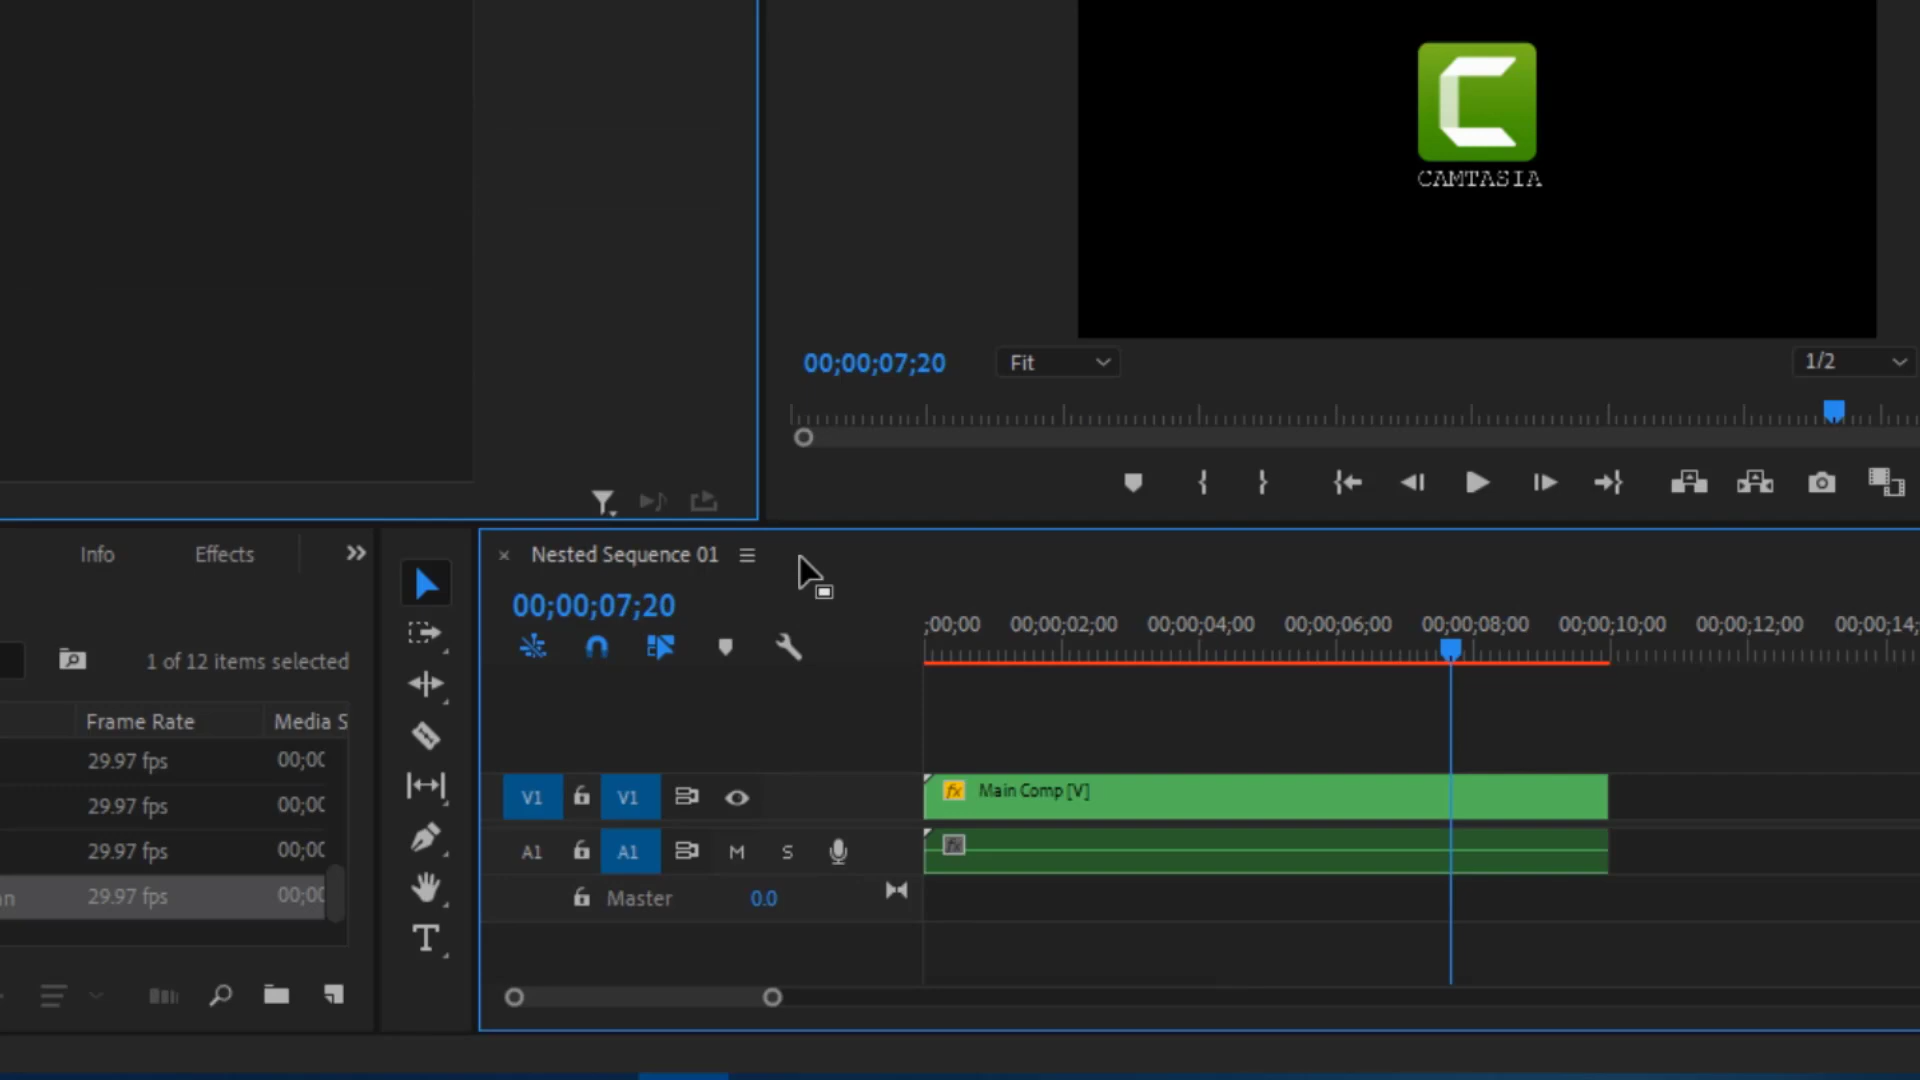 CAMTASIA
00;00;07;20
Fit
1/2
Info
Effects
Nested Sequence 01
00;00;07;20
;00;00
00;00;02;00
00;00;04;00
00;00;06;00
00;00;08;00
00;00;10;00
00;00;12;00
00;00;14;
1 of 12 items selected
Frame Rate
Media S
29.97 fps
00;00
29.97 fps
00;00
29.97 fps
00;00
n
29.97 fps
00;00
V1
V1
fx
Main Comp [V]
A1
A1
M
S
fx
Master
0.0